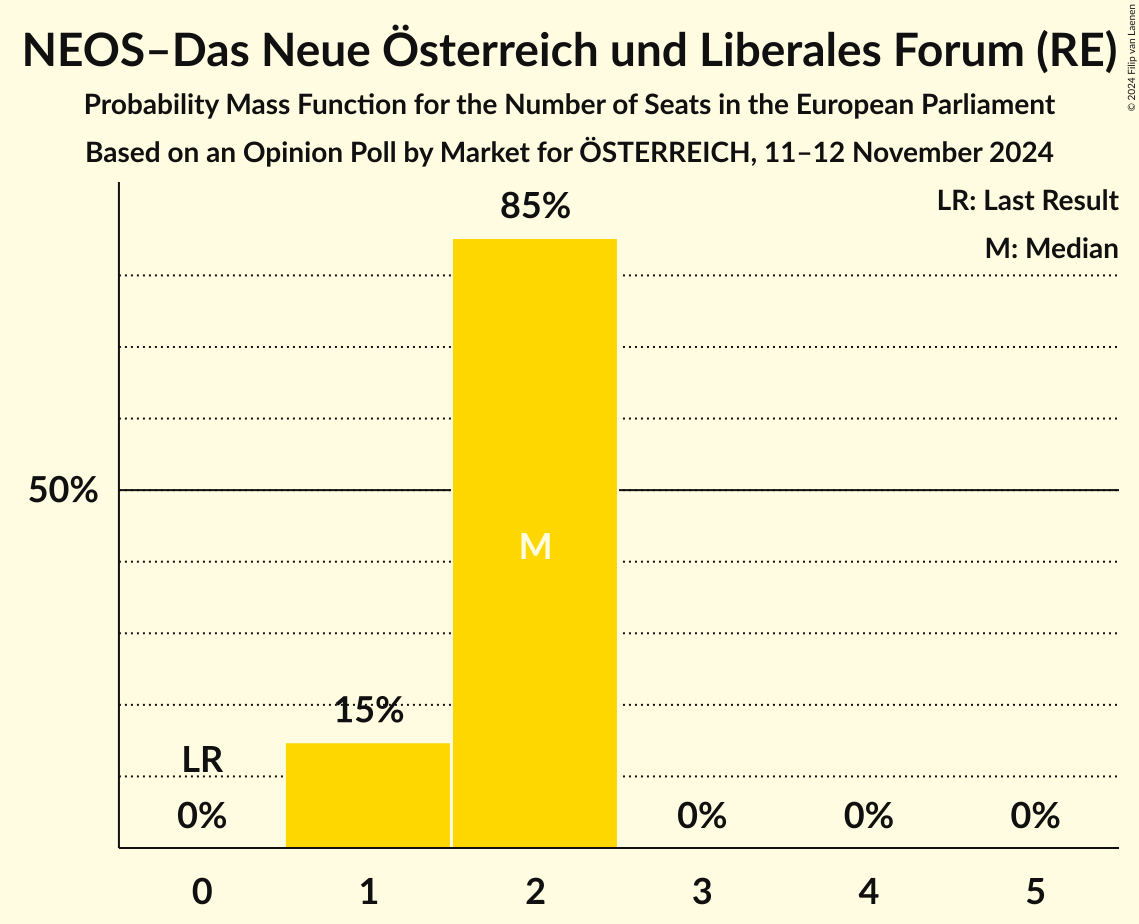 NEOS–Das Neue Österreich und Liberales Forum (RE)
Probability Mass Function for the Number of Seats in the European Parliament
Based on an Opinion Poll by Market for ÖSTERREICH, 11–12 November 2024
© 2024 Filip van Laenen
LR: Last Result
M: Median
85%
50%
M
15%
LR
0%
0%
0%
0%
0
1
2
3
4
5